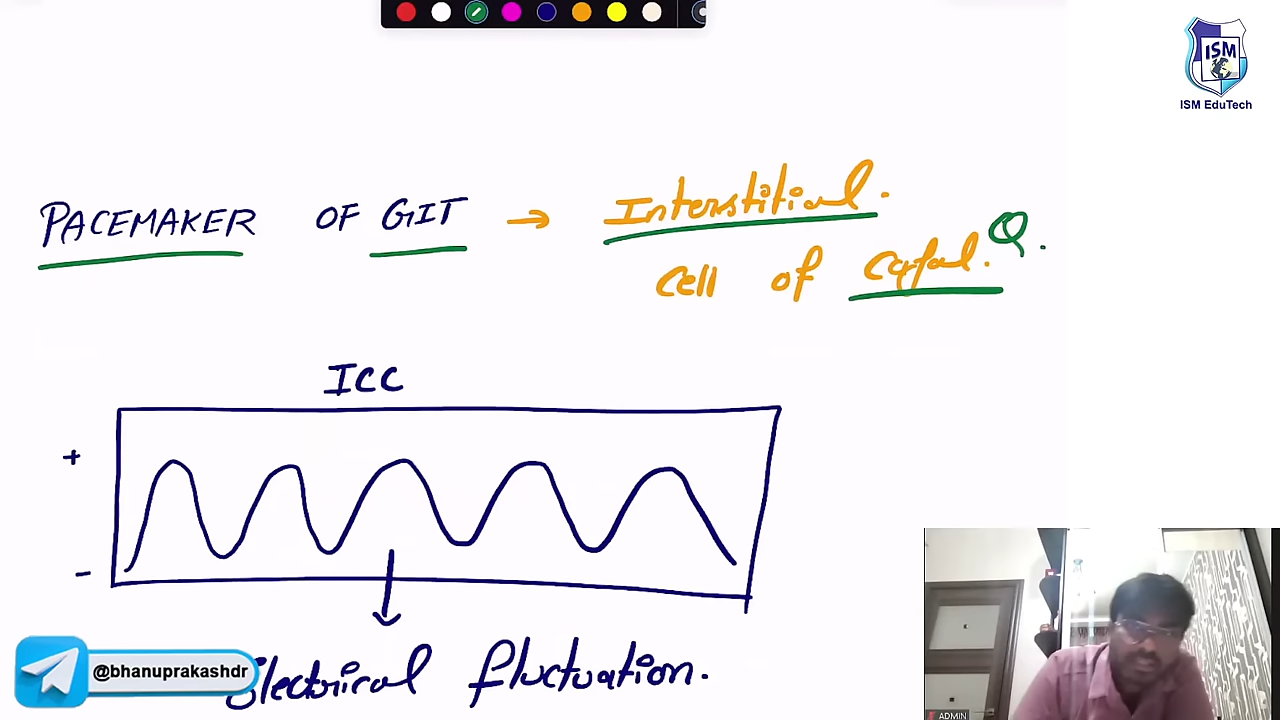 ISM
ISM EduTech
PACEMAKER OF GIT → Interstitial.
Cell of Cajal. Q.
ICC
+
-
Electrical fluctuation.
@bhanuprakashdr
ADMIN